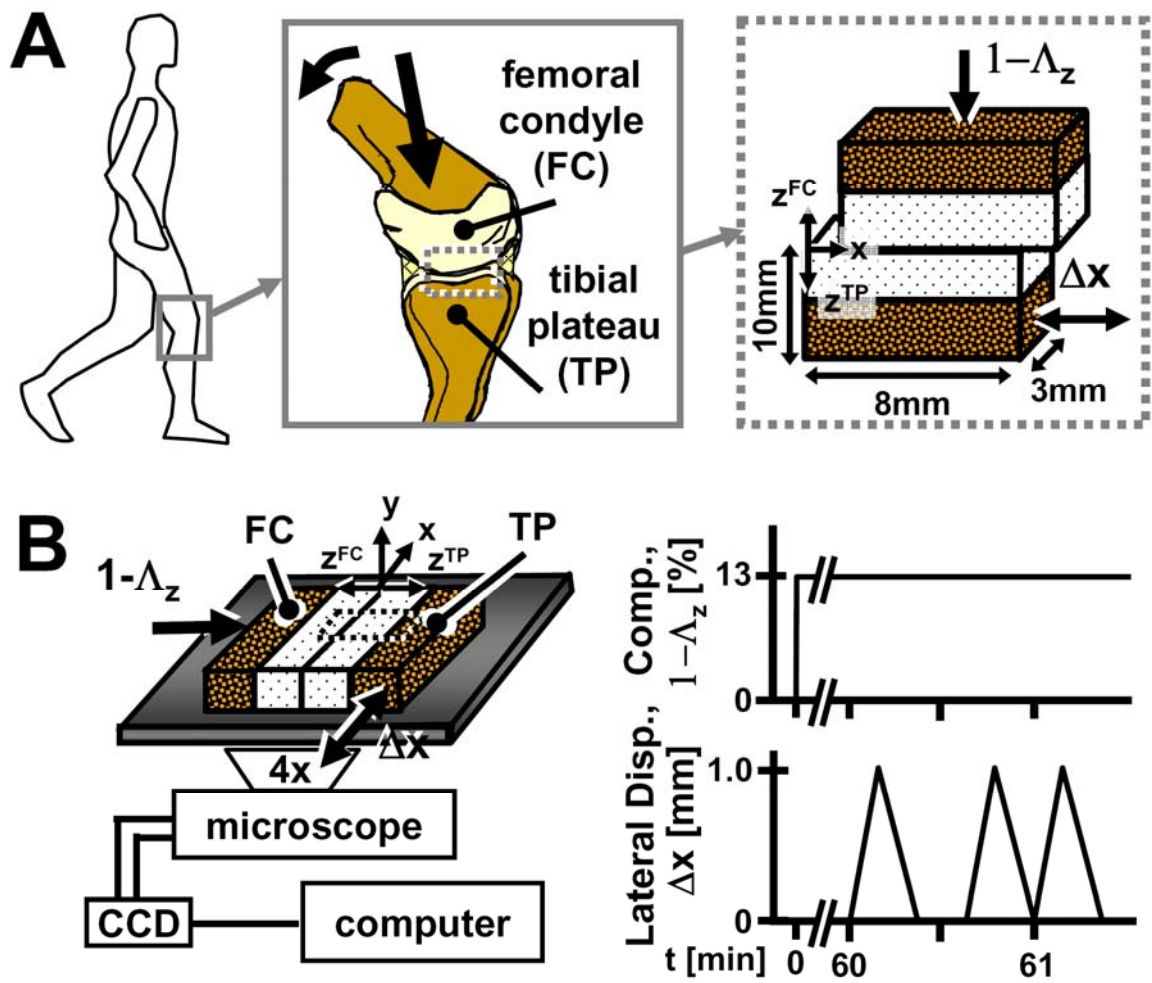 A
femoral
condyle
(FC)
tibial
plateau
(TP)
1−Λz
zFC
x
zTP
10mm
Δx
3mm
8mm
B
FC
y
x
TP
zFC
zTP
1-Λz
Δx
4x
microscope
CCD
computer
Comp.,
1−Λz [%]
13
0
Lateral Disp.,
Δx [mm]
1.0
0
t [min]
0
60
61